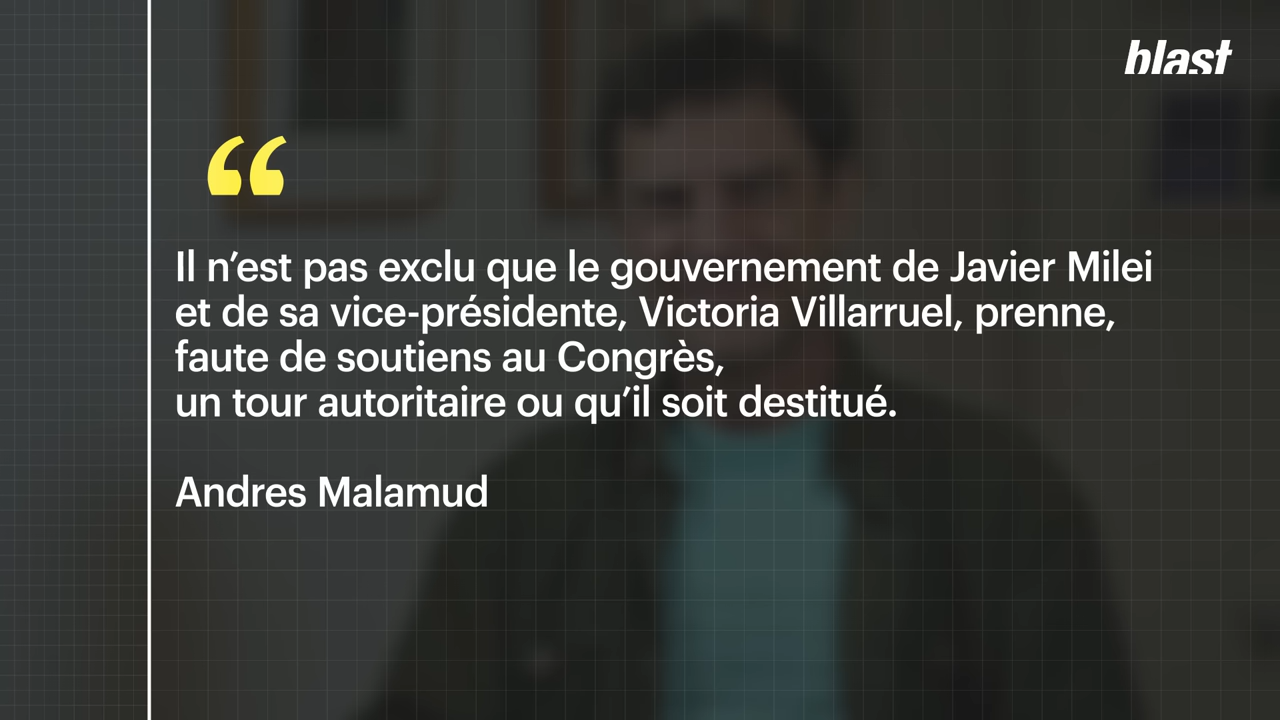 blast
“
Il n’est pas exclu que le gouvernement de Javier Milei
et de sa vice-présidente, Victoria Villarruel, prenne,
faute de soutiens au Congrès,
un tour autoritaire ou qu’il soit destitué.
Andres Malamud